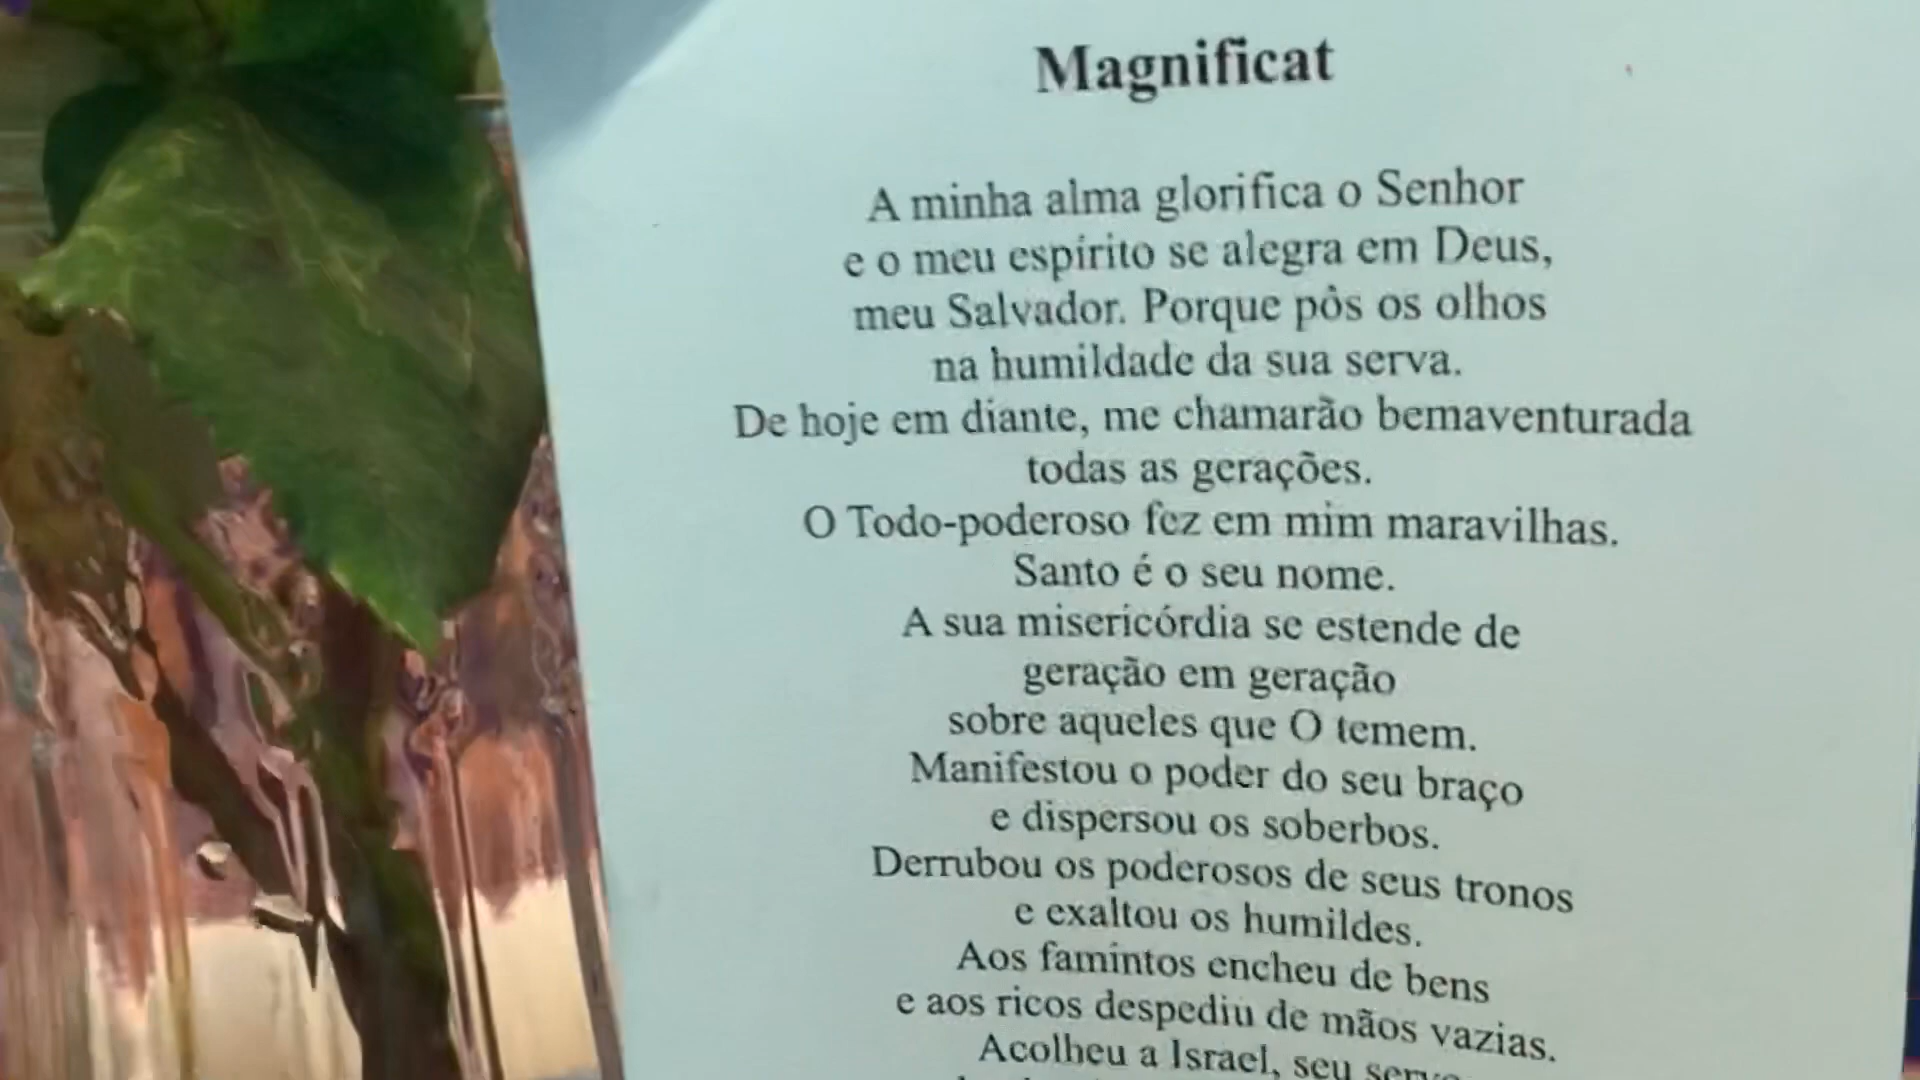 Magnificat
A minha alma glorifica o Senhor
e o meu espírito se alegra em Deus,
meu Salvador. Porque pôs os olhos
na humildade da sua serva.
De hoje em diante, me chamarão bemaventurada
todas as gerações.
O Todo-poderoso fez em mim maravilhas.
Santo é o seu nome.
A sua misericórdia se estende de
geração em geração
sobre aqueles que O temem.
Manifestou o poder do seu braço
e dispersou os soberbos.
Derrubou os poderosos de seus tronos
e exaltou os humildes.
Aos famintos encheu de bens
e aos ricos despediu de mãos vazias.
Acolheu a Israel, seu